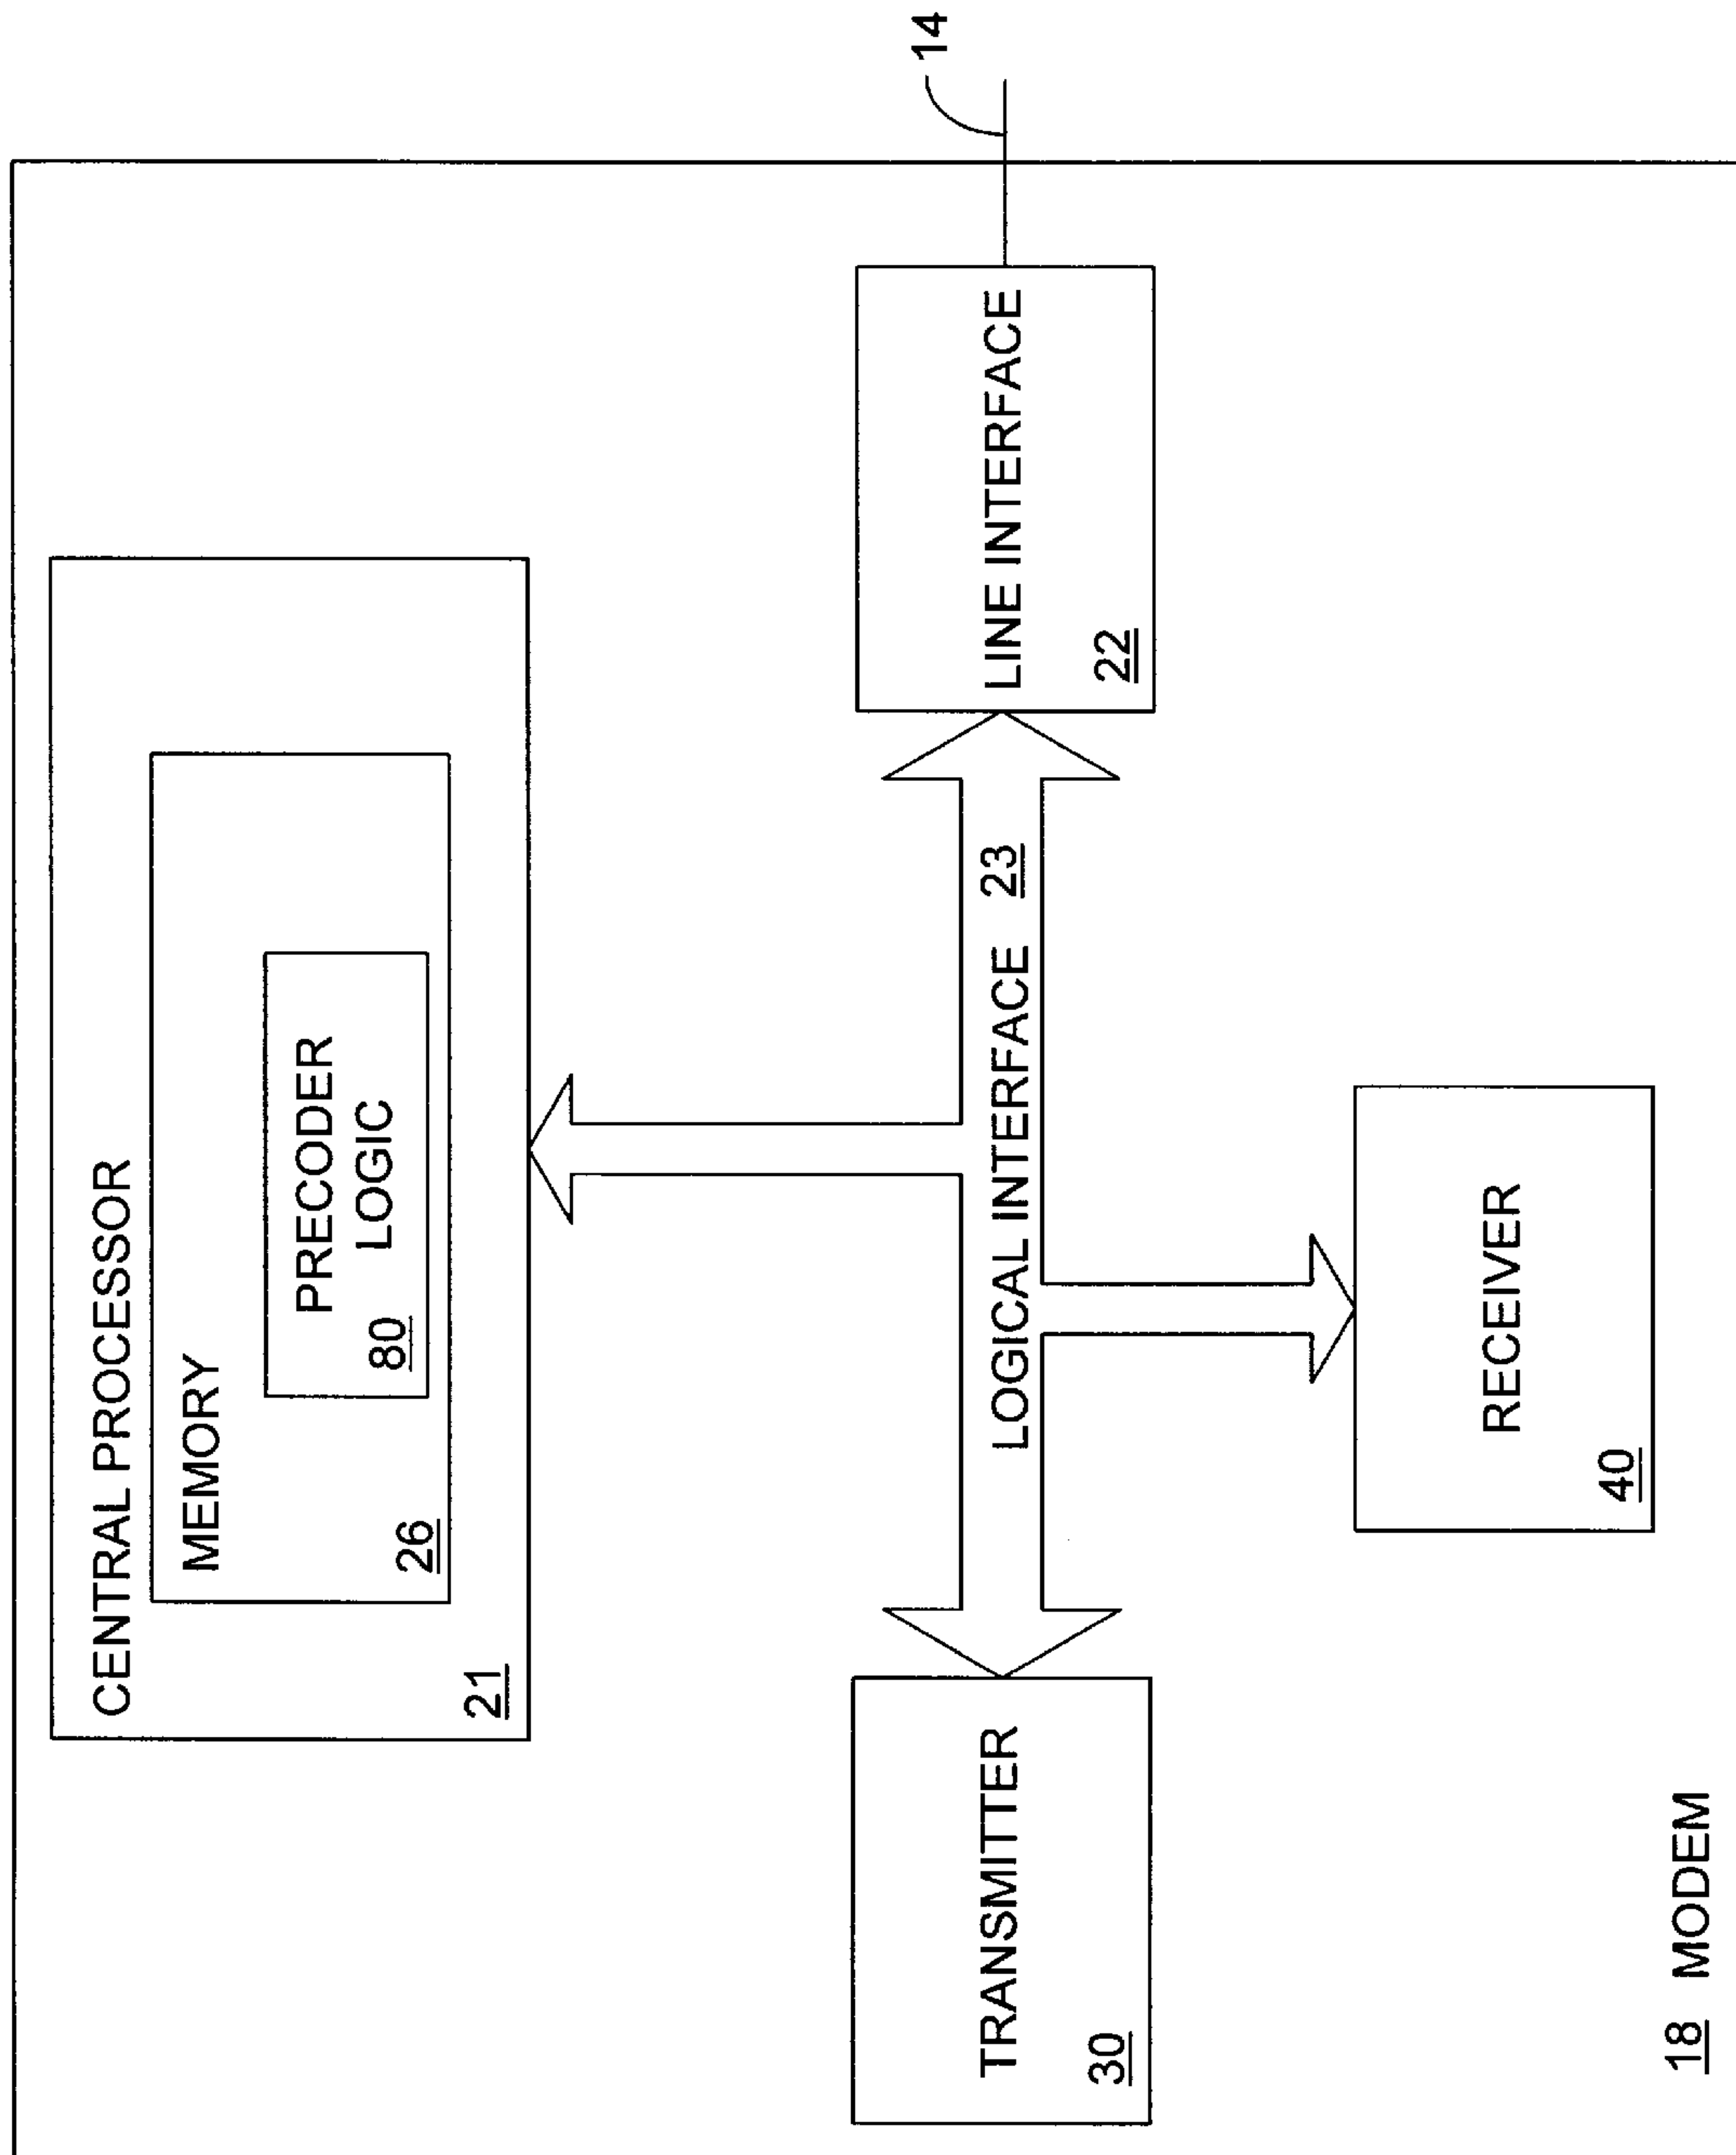 CENTRAL PROCESSOR
MEMORY
PRECODER
LOGIC
80
26
21
TRANSMITTER
30
LOGICAL INTERFACE 23
LINE INTERFACE
22
14
RECEIVER
40
18 MODEM